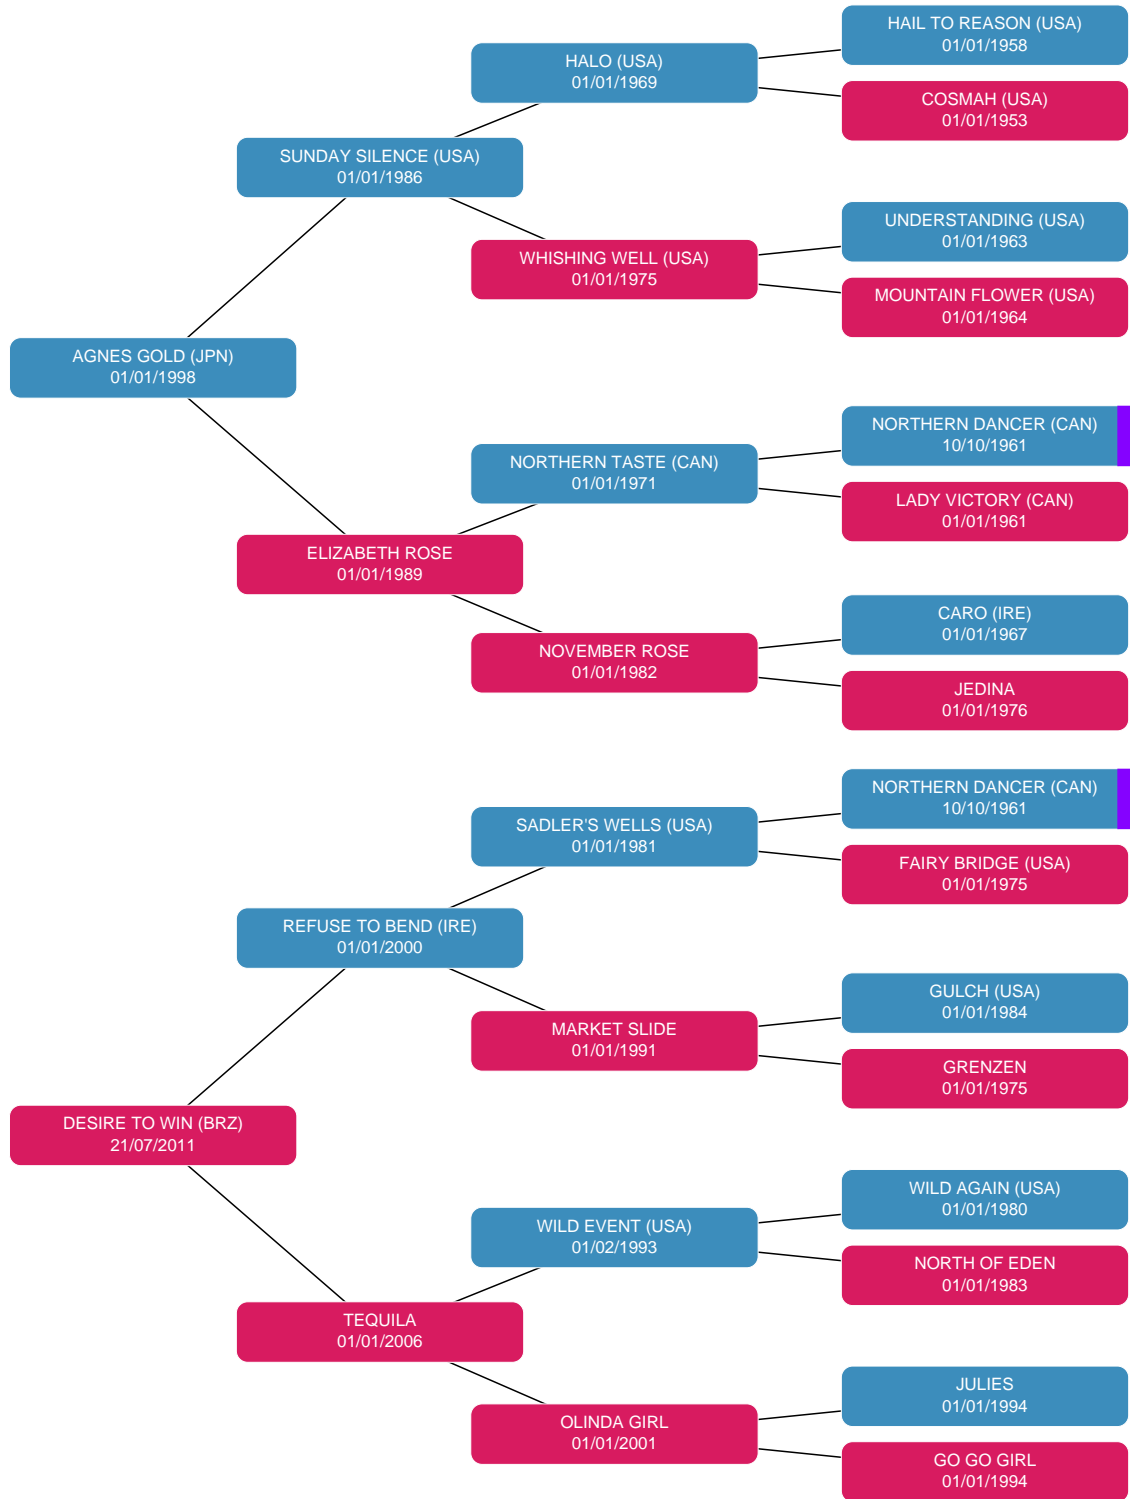 HAIL TO REASON (USA)
01/01/1958
HALO (USA)
01/01/1969
COSMAH (USA)
01/01/1953
SUNDAY SILENCE (USA)
01/01/1986
UNDERSTANDING (USA)
01/01/1963
WHISHING WELL (USA)
01/01/1975
MOUNTAIN FLOWER (USA)
01/01/1964
AGNES GOLD (JPN)
01/01/1998
NORTHERN DANCER (CAN)
10/10/1961
NORTHERN TASTE (CAN)
01/01/1971
LADY VICTORY (CAN)
01/01/1961
ELIZABETH ROSE
01/01/1989
CARO (IRE)
01/01/1967
NOVEMBER ROSE
01/01/1982
JEDINA
01/01/1976
NORTHERN DANCER (CAN)
10/10/1961
SADLER'S WELLS (USA)
01/01/1981
FAIRY BRIDGE (USA)
01/01/1975
REFUSE TO BEND (IRE)
01/01/2000
GULCH (USA)
01/01/1984
MARKET SLIDE
01/01/1991
GRENZEN
01/01/1975
DESIRE TO WIN (BRZ)
21/07/2011
WILD AGAIN (USA)
01/01/1980
WILD EVENT (USA)
01/02/1993
NORTH OF EDEN
01/01/1983
TEQUILA
01/01/2006
JULIES
01/01/1994
OLINDA GIRL
01/01/2001
GO GO GIRL
01/01/1994